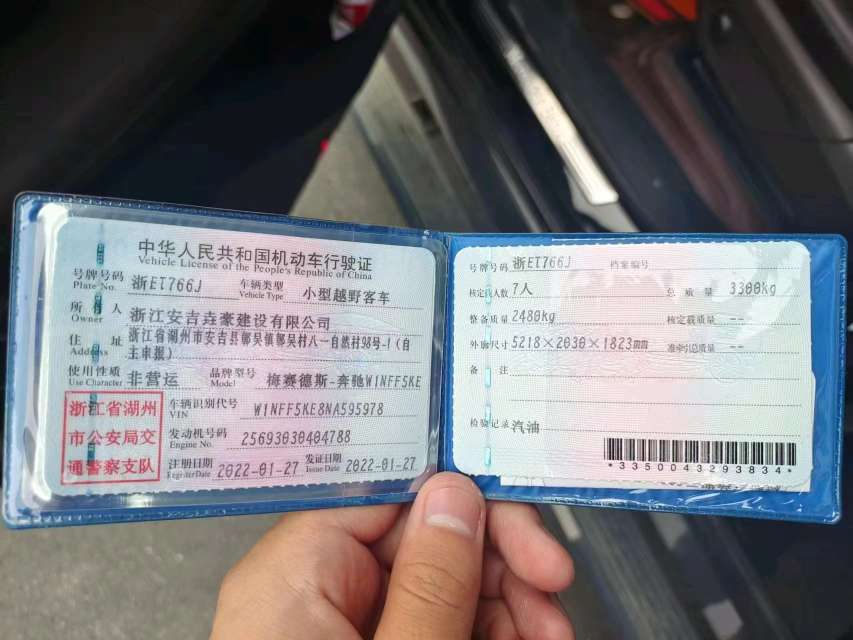 中华人民共和国机动车行驶证
Vehicle License of the People's Republic of China
号牌号码 浙ET766J 车辆类型 小型越野客车
Plate No. Vehicle Type
所有人 浙江安吉垚豪建设有限公司
Owner
住址 浙江省湖州市安吉县鄣吴镇鄣吴村八一自然村98号-1(自
Address 主申报)
使用性质 非营运 品牌型号 梅赛德斯-奔驰W1NFF5KE
Use Character Model
浙江省湖州
市公安局交
通警察支队
车辆识别代号 W1NFF5KE8NA595978
VIN
发动机号码 25693030404788
Engine No.
注册日期 2022-01-27 发证日期 2022-01-27
Register Date Issue Date
号牌号码 浙ET766J 档案编号
核定人数 7人 总质量 3300kg
整备质量 2480kg 核定载质量 --
外廓尺寸 5218×2030×1823mm 准牵引总质量 --
备注
检验记录 汽油
*3350043293834*